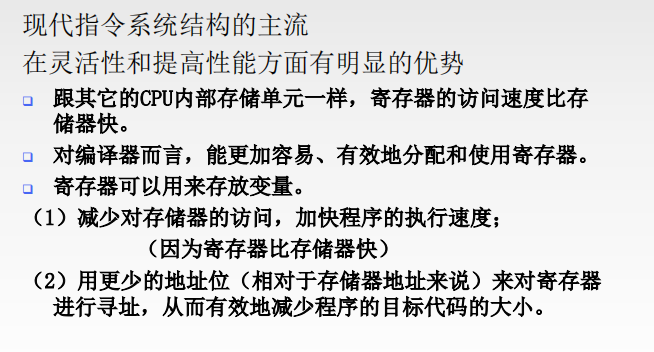 现代指令系统结构的主流
在灵活性和提高性能方面有明显的优势
跟其它的CPU内部存储单元一样，寄存器的访问速度比存
储器快。
对编译器而言，能更加容易、有效地分配和使用寄存器。
寄存器可以用来存放变量。
（1）减少对存储器的访问，加快程序的执行速度；
（因为寄存器比存储器快）
（2）用更少的地址位（相对于存储器地址来说）来对寄存器
进行寻址，从而有效地减少程序的目标代码的大小。